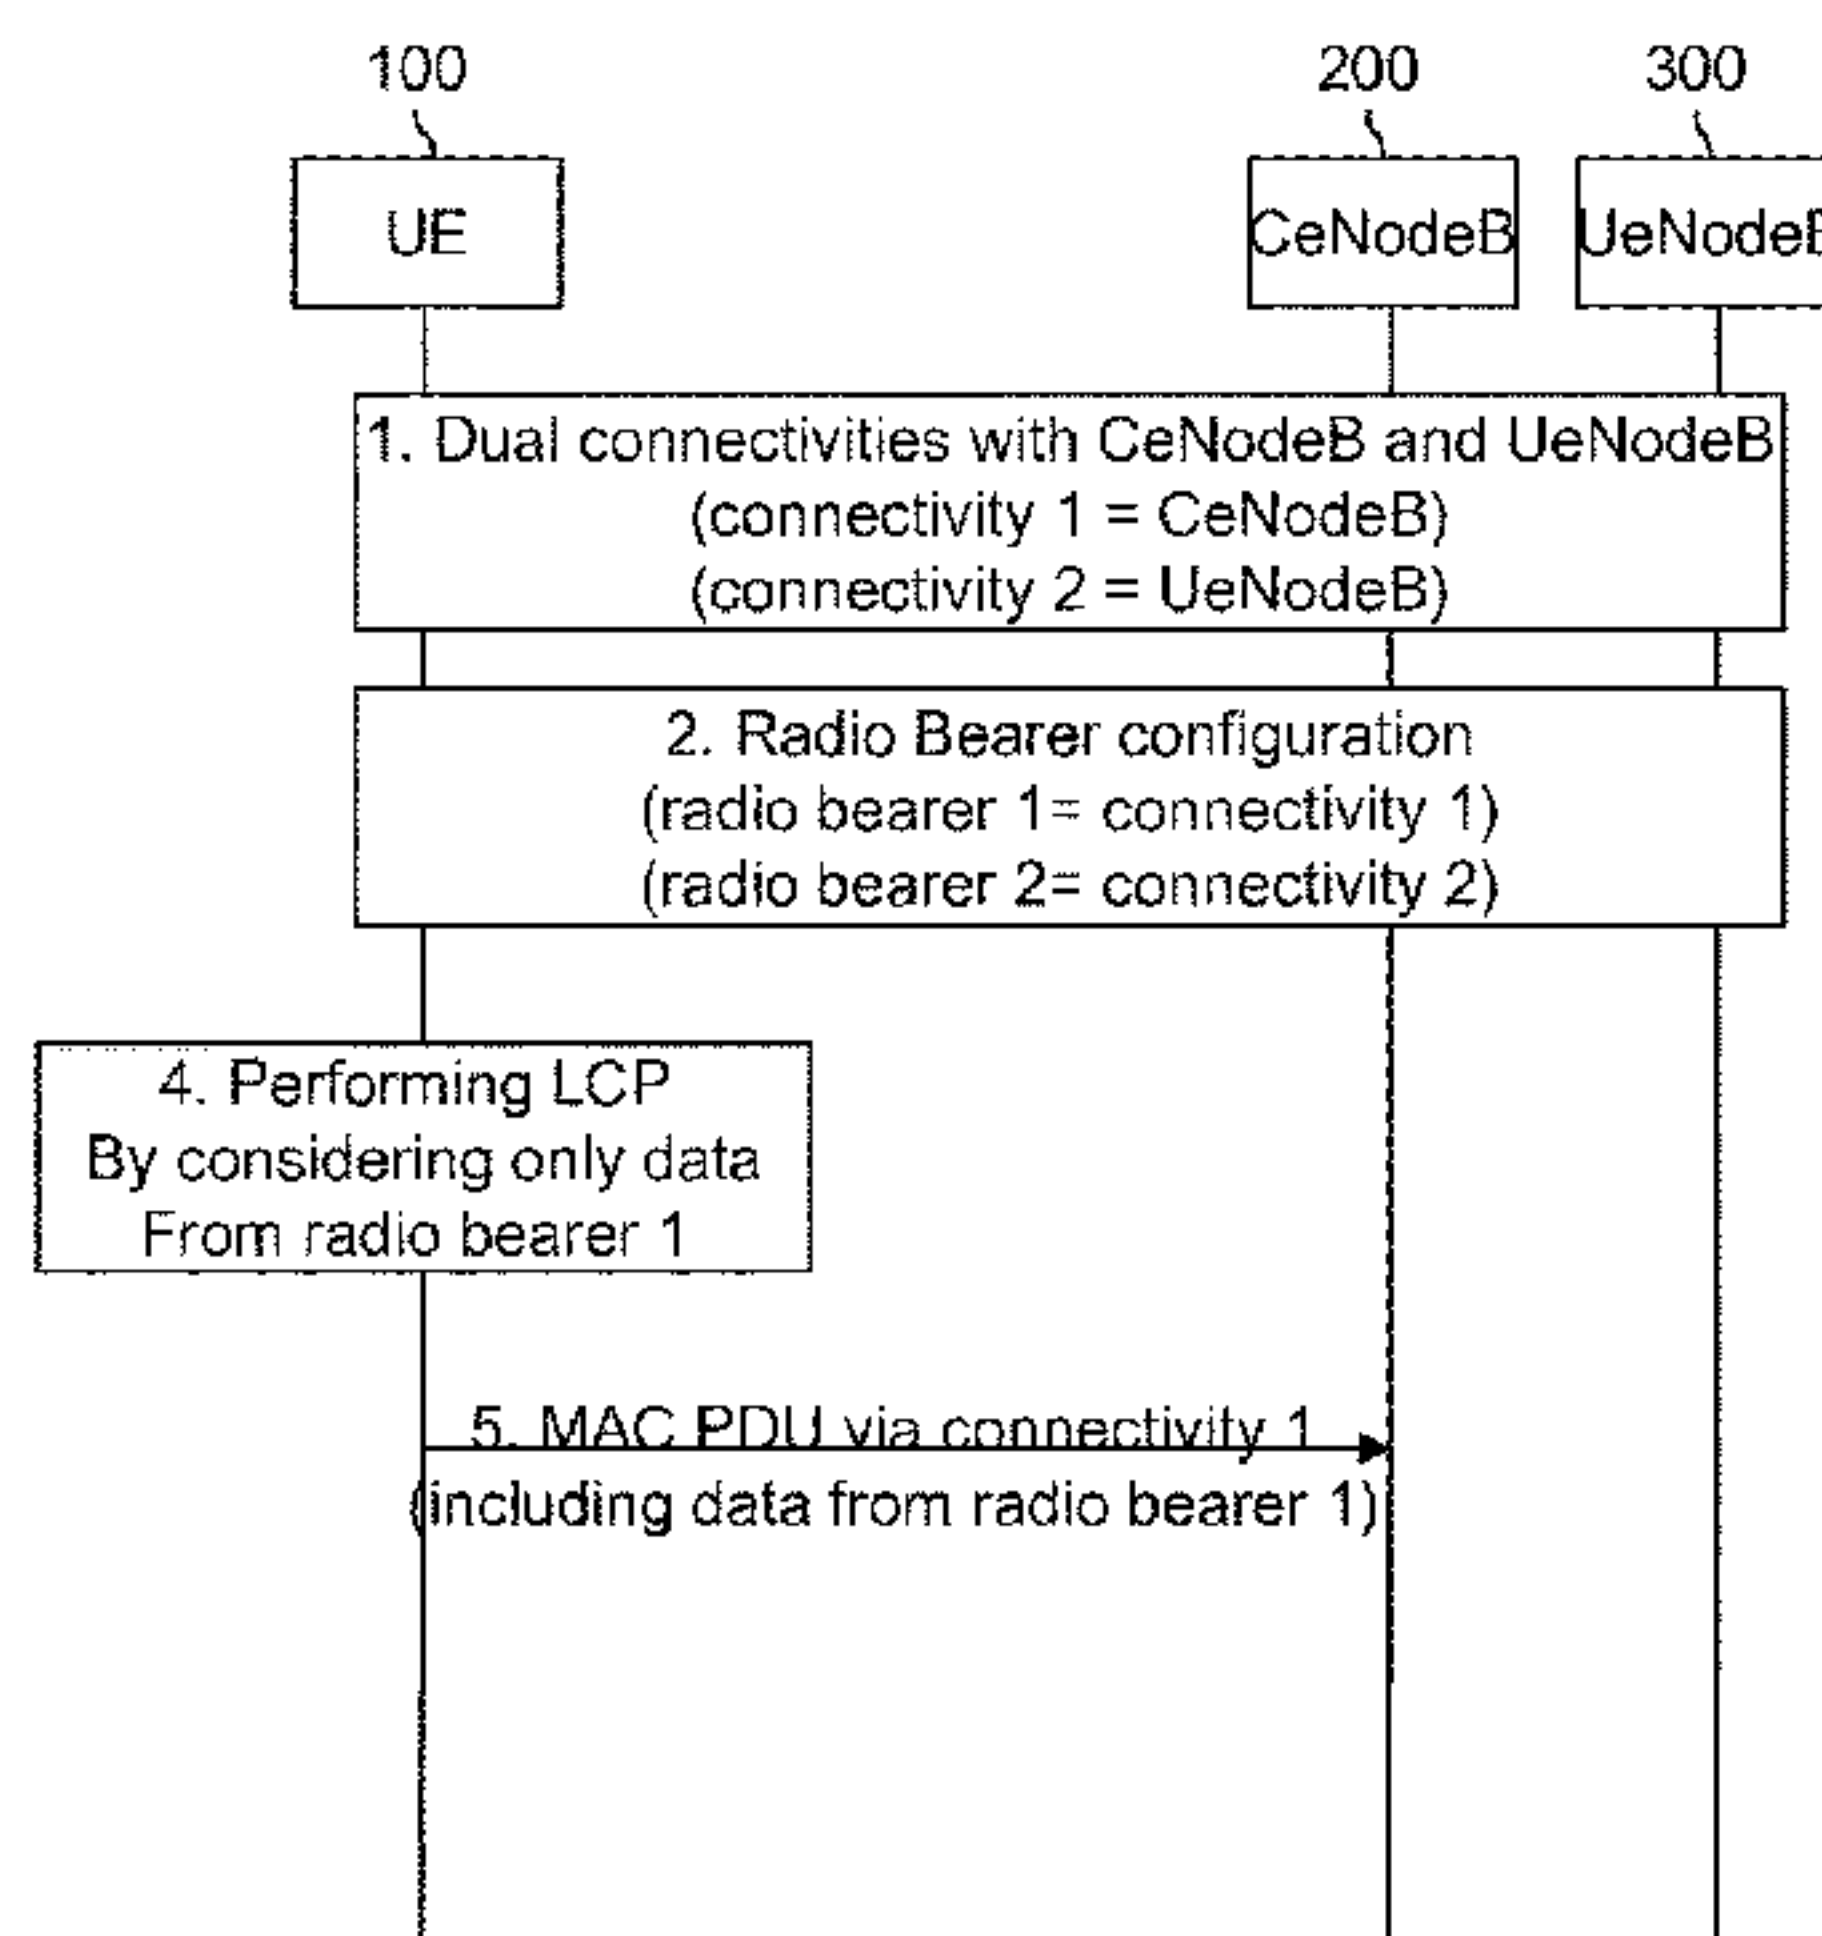 100
200
300
UE
CeNodeB
UeNodeB
1. Dual connectivities with CeNodeB and UeNodeB
(connectivity 1 = CeNodeB)
(connectivity 2 = UeNodeB)
2. Radio Bearer configuration
(radio bearer 1= connectivity 1)
(radio bearer 2= connectivity 2)
4. Performing LCP
By considering only data
From radio bearer 1
5. MAC PDU via connectivity 1
(including data from radio bearer 1)